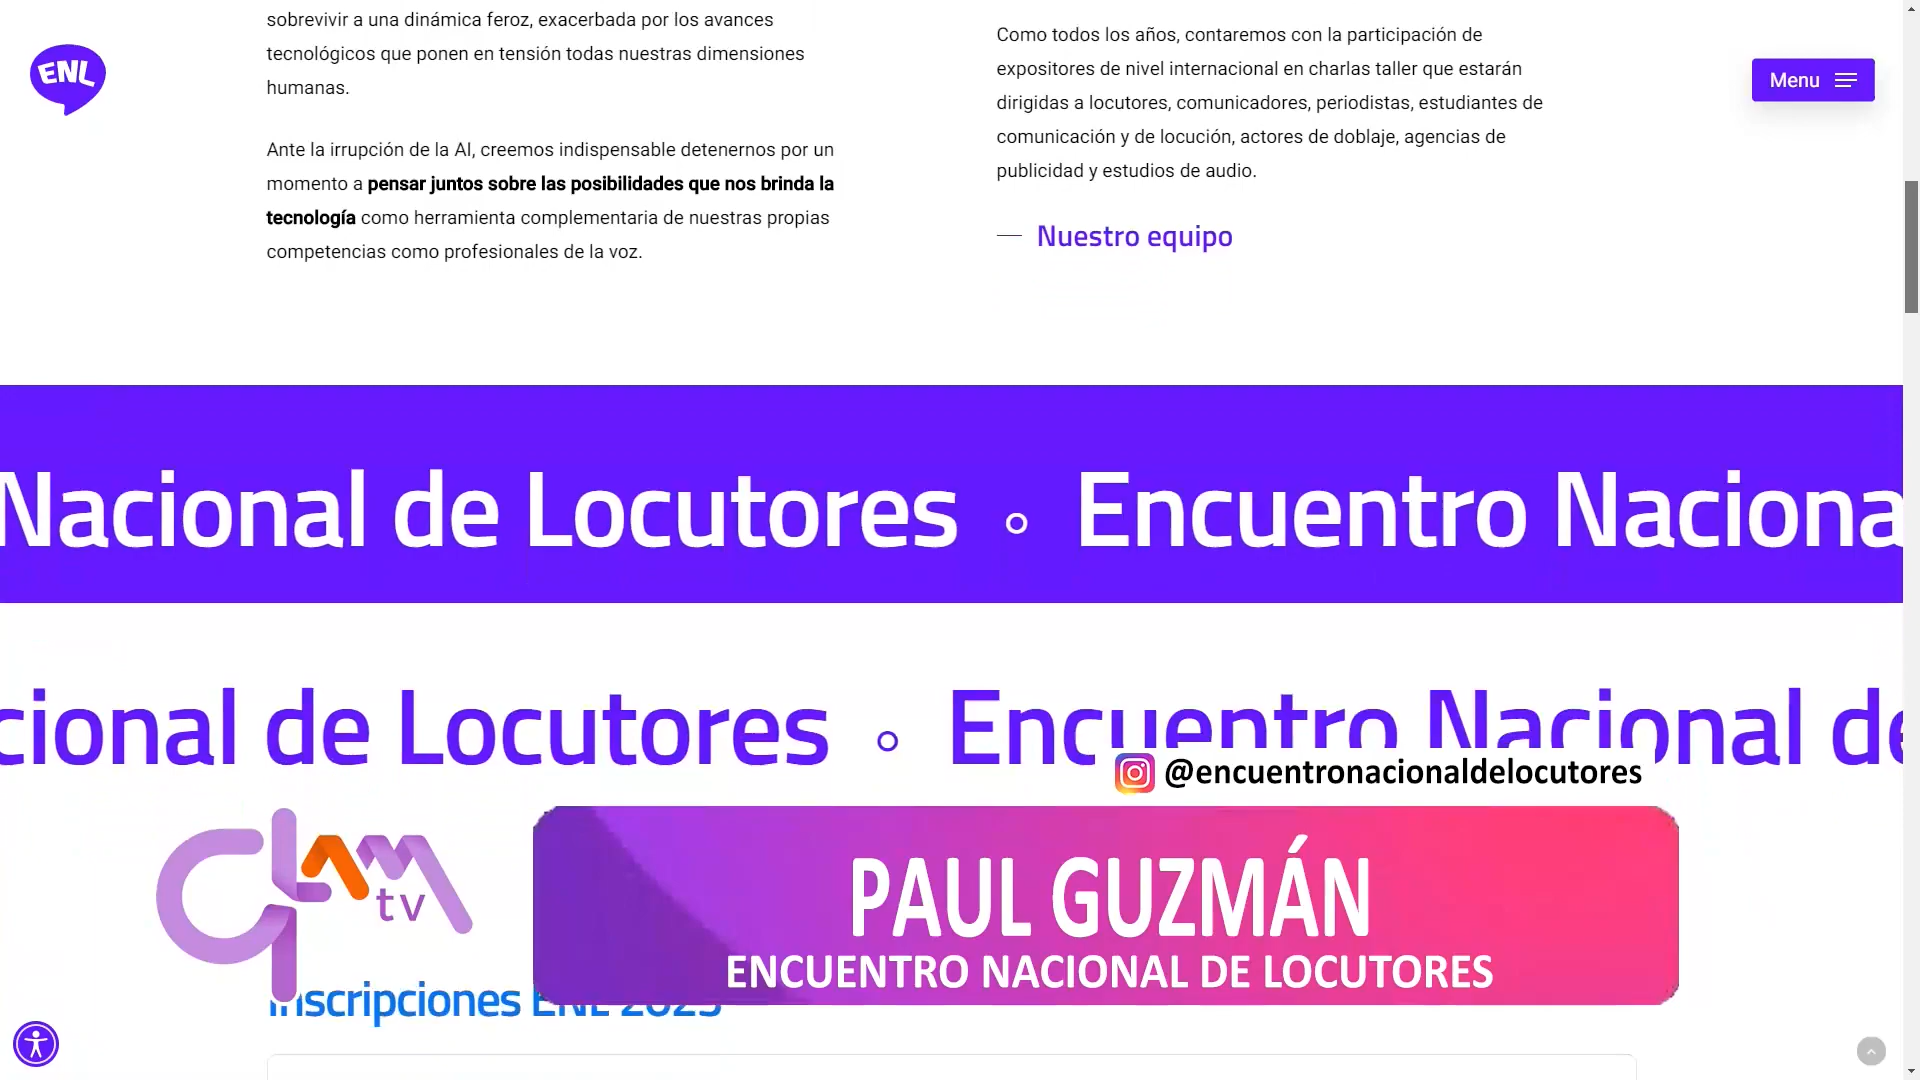 sobrevivir a una dinámica feroz, exacerbada por los avances
tecnológicos que ponen en tensión todas nuestras dimensiones
humanas.
Ante la irrupción de la AI, creemos indispensable detenernos por un
momento a pensar juntos sobre las posibilidades que nos brinda la
tecnología como herramienta complementaria de nuestras propias
competencias como profesionales de la voz.
Como todos los años, contaremos con la participación de
expositores de nivel internacional en charlas taller que estarán
dirigidas a locutores, comunicadores, periodistas, estudiantes de
comunicación y de locución, actores de doblaje, agencias de
publicidad y estudios de audio.
Nuestro equipo
ENL
Menu
Nacional de Locutores ∘ Encuentro Naciona
cional de Locutores ∘ Encuentro Nacional de
@encuentronacionaldelocutores
GLAM
tv
PAUL GUZMÁN
ENCUENTRO NACIONAL DE LOCUTORES
Inscripciones ENL 2023